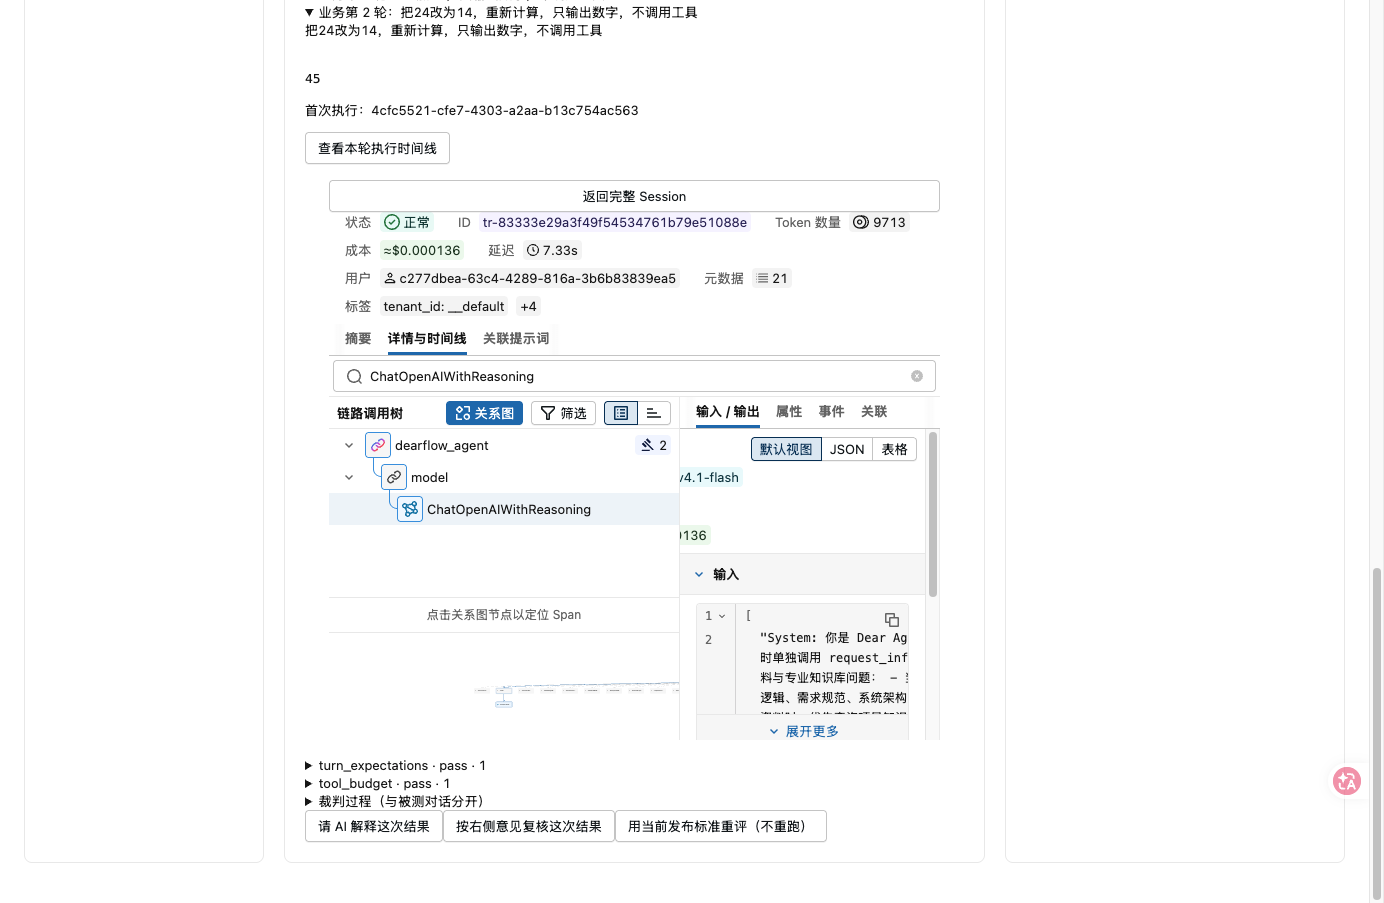 ▼ 业务第 2 轮：把24改为14，重新计算，只输出数字，不调用工具
把24改为14，重新计算，只输出数字，不调用工具
45
首次执行：4cfc5521-cfe7-4303-a2aa-b13c754ac563
查看本轮执行时间线
返回完整 Session
状态 正常 ID tr-83333e29a3f49f54534761b79e51088e Token 数量 9713
成本 ≈$0.000136 延迟 7.33s
用户 c277dbea-63c4-4289-816a-3b6b83839ea5 元数据 21
标签 tenant_id: __default +4
摘要 详情与时间线 关联提示词
ChatOpenAIWithReasoning
链路调用树 关系图 筛选
dearflow_agent 2
model
ChatOpenAIWithReasoning
点击关系图节点以定位 Span
输入 / 输出 属性 事件 关联
默认视图 JSON 表格
v4.1-flash
0136
输入
1 [
2 "System: 你是 Dear Ag
时单独调用 request_inf
料与专业知识库问题： –
逻辑、需求规范、系统架构
展开更多
▶ turn_expectations · pass · 1
▶ tool_budget · pass · 1
▶ 裁判过程（与被测对话分开）
请 AI 解释这次结果 按右侧意见复核这次结果 用当前发布标准重评（不重跑）